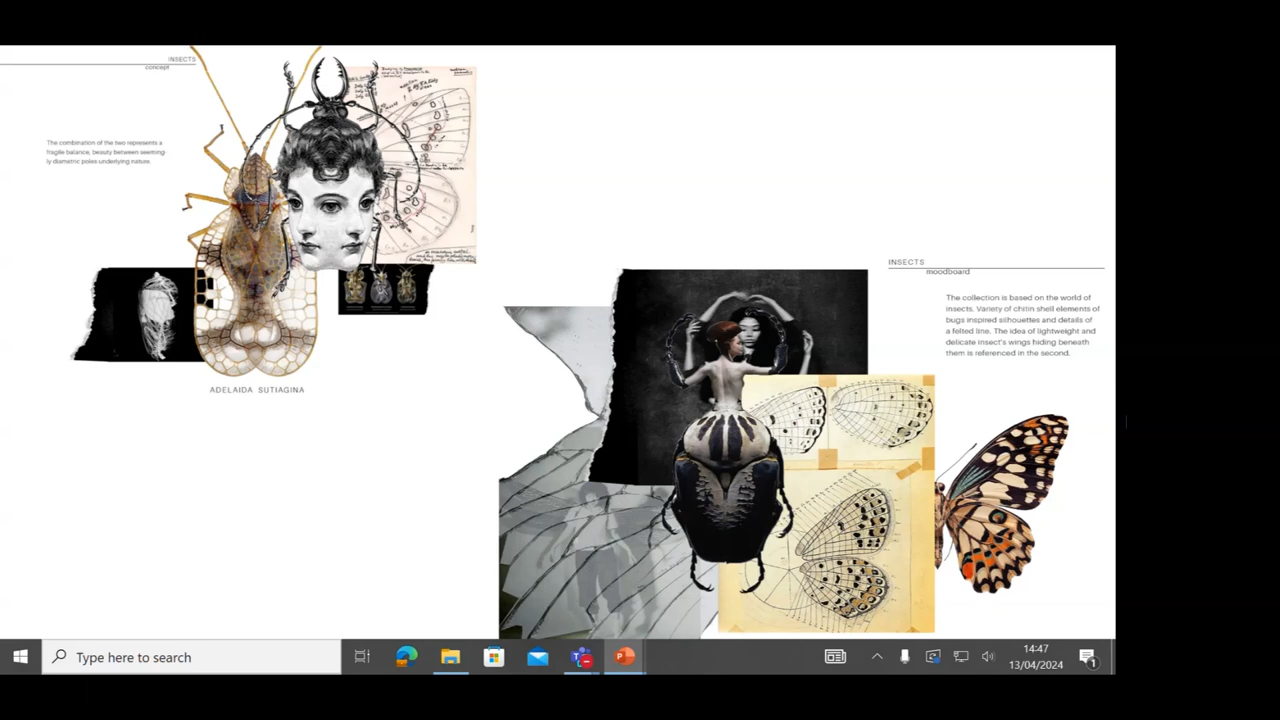 INSECTS
concept
The combination of the two represents a
fragile balance, beauty between seeming-
ly diametric poles underlying nature.
ADELAIDA SUTIAGINA
INSECTS
moodboard
The collection is based on the world of
insects. Variety of chitin shell elements of
bugs inspired silhouettes and details of
a felted line. The idea of lightweight and
delicate insect's wings hiding beneath
them is referenced in the second.
Type here to search
14:47
13/04/2024
1